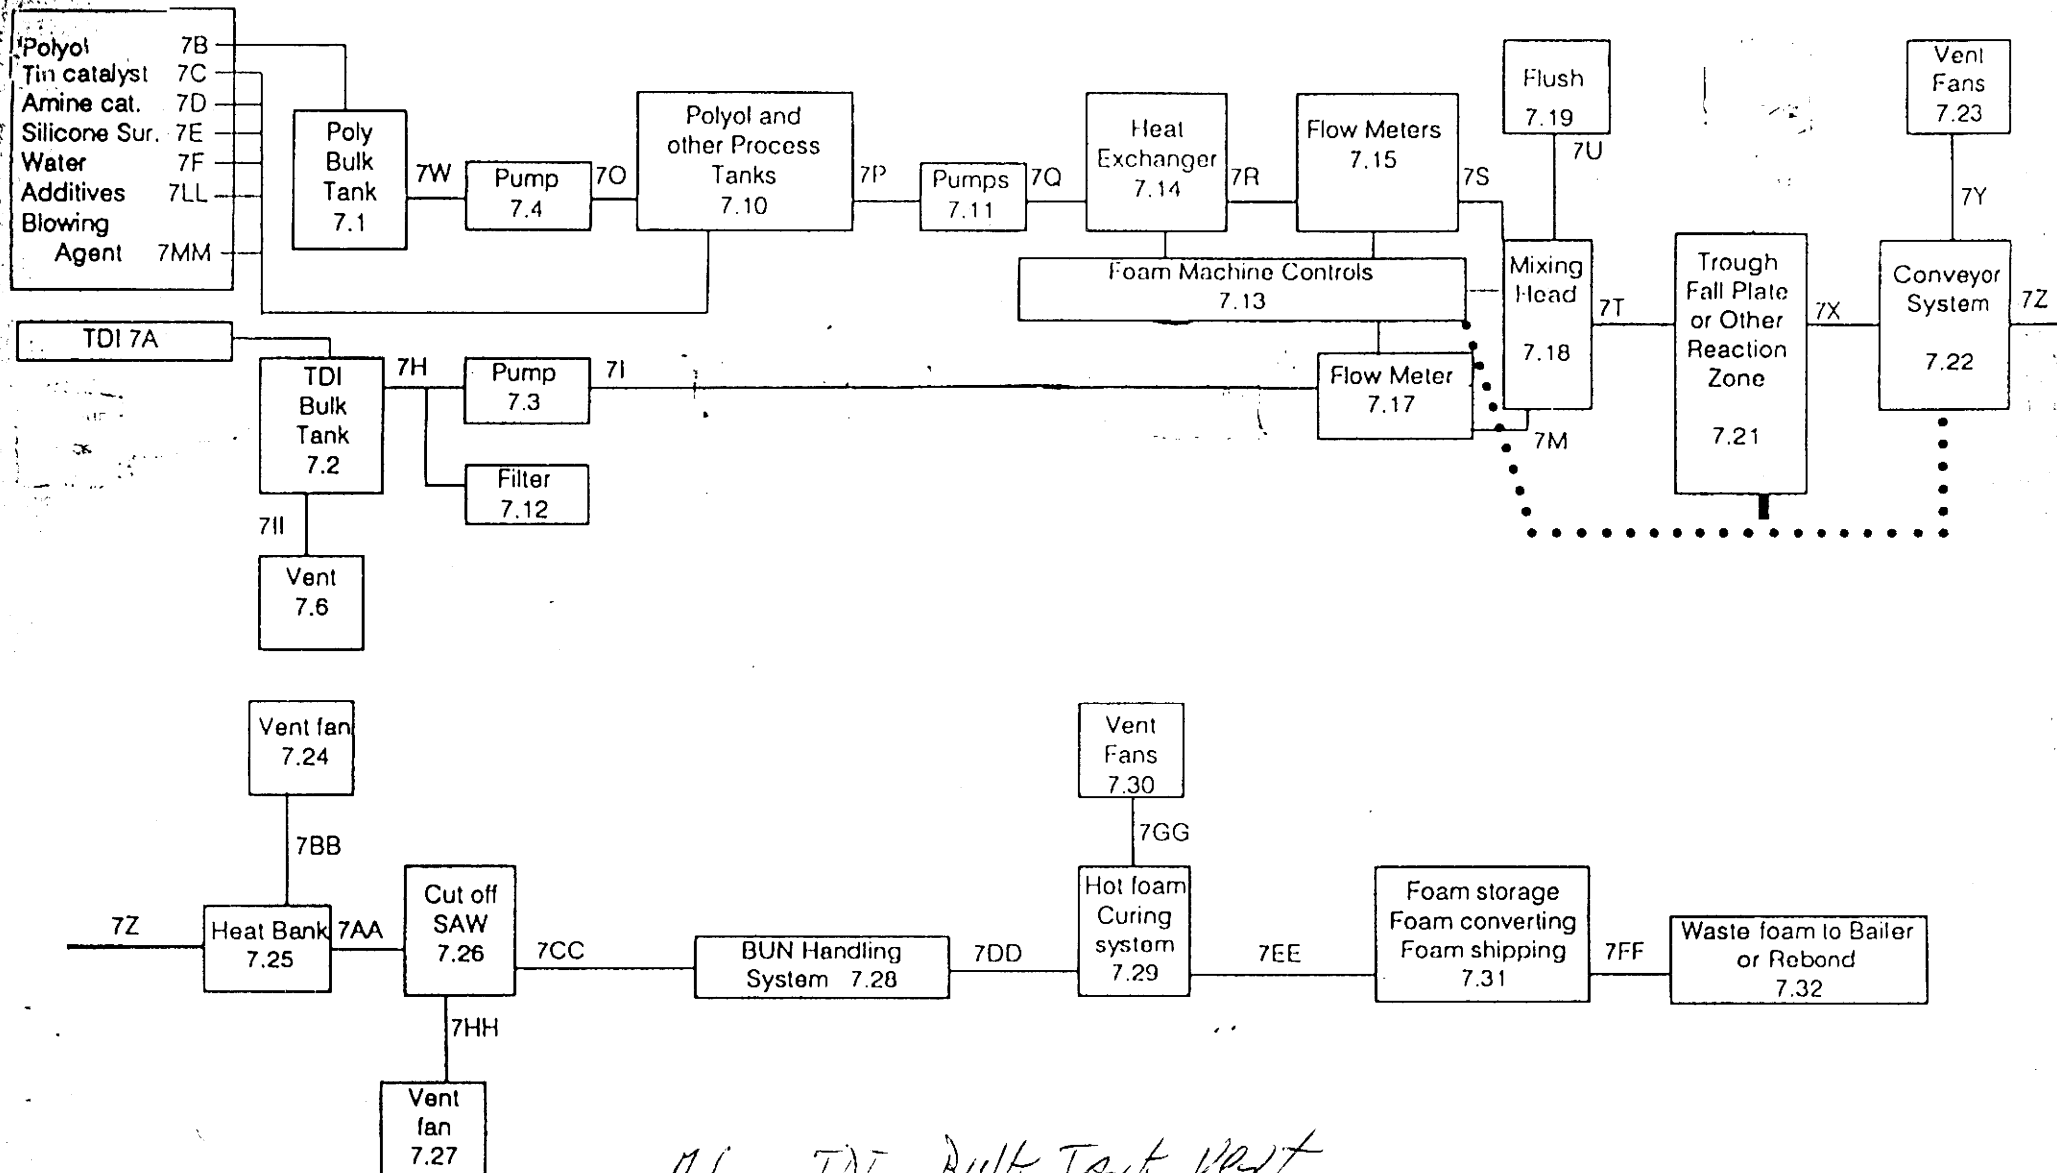 Polyol 7B
Tin catalyst 7C
Amine cat. 7D
Silicone Sur. 7E
Water 7F
Additives 7LL
Blowing
Agent 7MM
TDI 7A
Poly
Bulk
Tank
7.1
7W
Pump
7.4
7O
Polyol and
other Process
Tanks
7.10
7P
Pumps
7.11
7Q
Heat
Exchanger
7.14
7R
Flow Meters
7.15
7S
Flush
7.19
7U
Vent
Fans
7.23
7Y
Foam Machine Controls
7.13
Mixing
Head
7.18
7T
Trough
Fall Plate
or Other
Reaction
Zone
7.21
7X
Conveyor
System
7.22
7Z
TDI
Bulk
Tank
7.2
7H
Pump
7.3
7I
Flow Meter
7.17
7M
Filter
7.12
7II
Vent
7.6
Vent fan
7.24
7BB
7Z
Heat Bank
7.25
7AA
Cut off
SAW
7.26
7CC
7HH
Vent
fan
7.27
BUN Handling
System 7.28
7DD
Vent
Fans
7.30
7GG
Hot foam
Curing
system
7.29
7EE
Foam storage
Foam converting
Foam shipping
7.31
7FF
Waste foam to Bailer
or Rebond
7.32
TDI Bulk Tank Vent